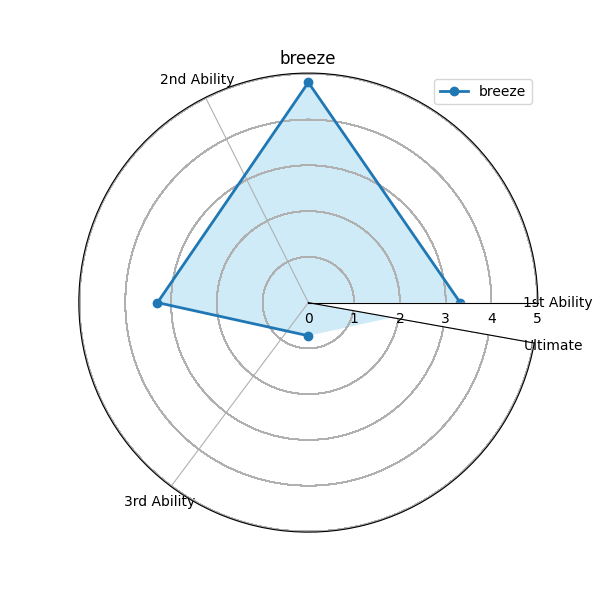 breeze
2nd Ability
breeze
1st Ability
0 1 2 3 4 5
Ultimate
3rd Ability